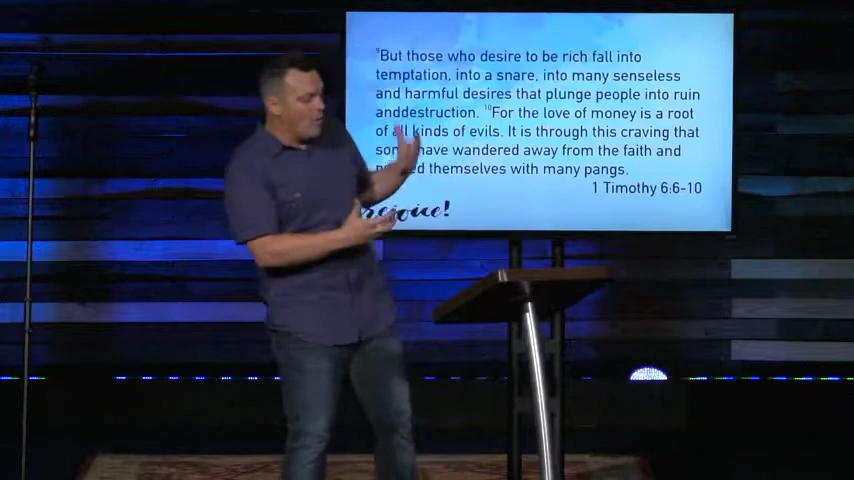 ⁹But those who desire to be rich fall into
temptation, into a snare, into many senseless
and harmful desires that plunge people into ruin
anddestruction. ¹⁰For the love of money is a root
of all kinds of evils. It is through this craving that
have wandered away from the faith and
themselves with many pangs.
1 Timothy 6:6-10
rejoice!